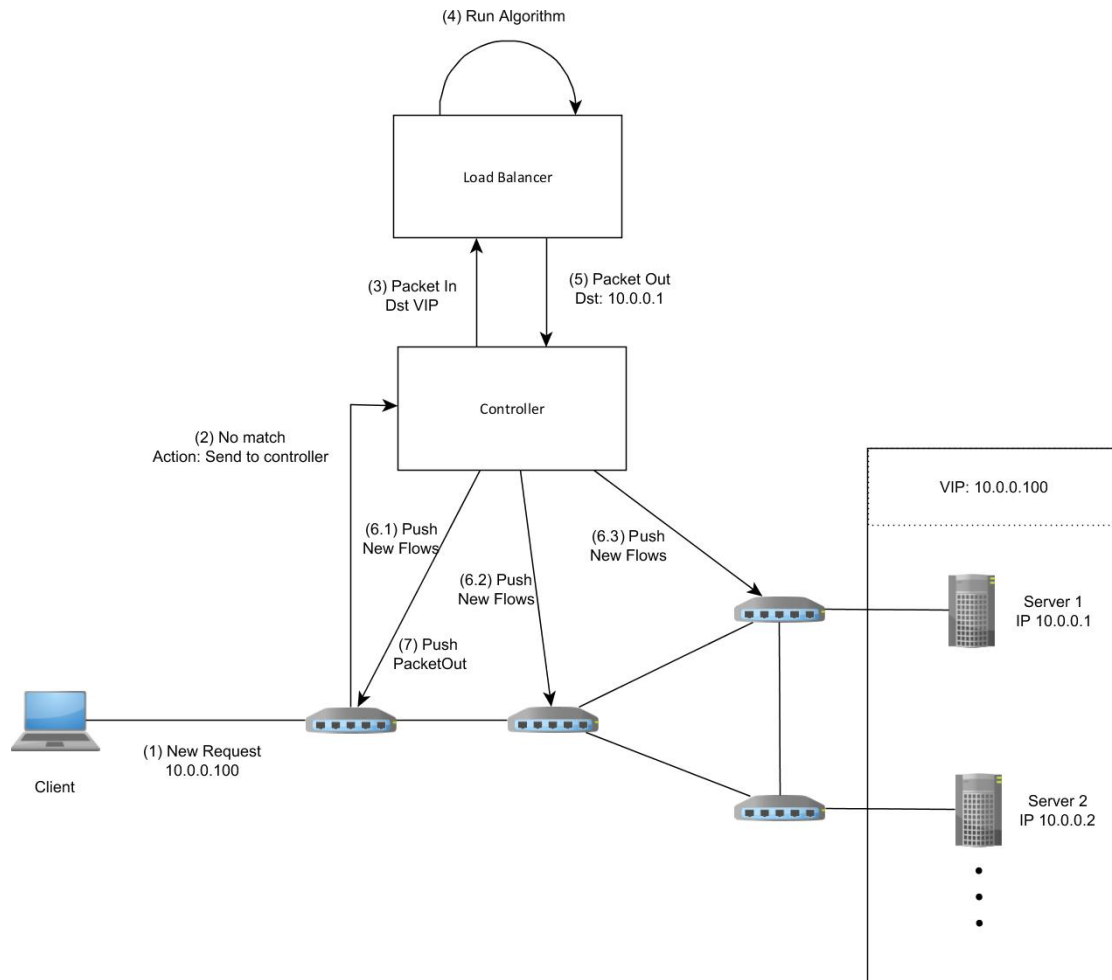 (4) Run Algorithm
Load Balancer
(3) Packet In
Dst VIP
(5) Packet Out
Dst: 10.0.0.1
Controller
(2) No match
Action: Send to controller
VIP: 10.0.0.100
(6.1) Push
New Flows
(6.2) Push
New Flows
(6.3) Push
New Flows
Server 1
IP 10.0.0.1
(7) Push
PacketOut
(1) New Request
10.0.0.100
Client
Server 2
IP 10.0.0.2